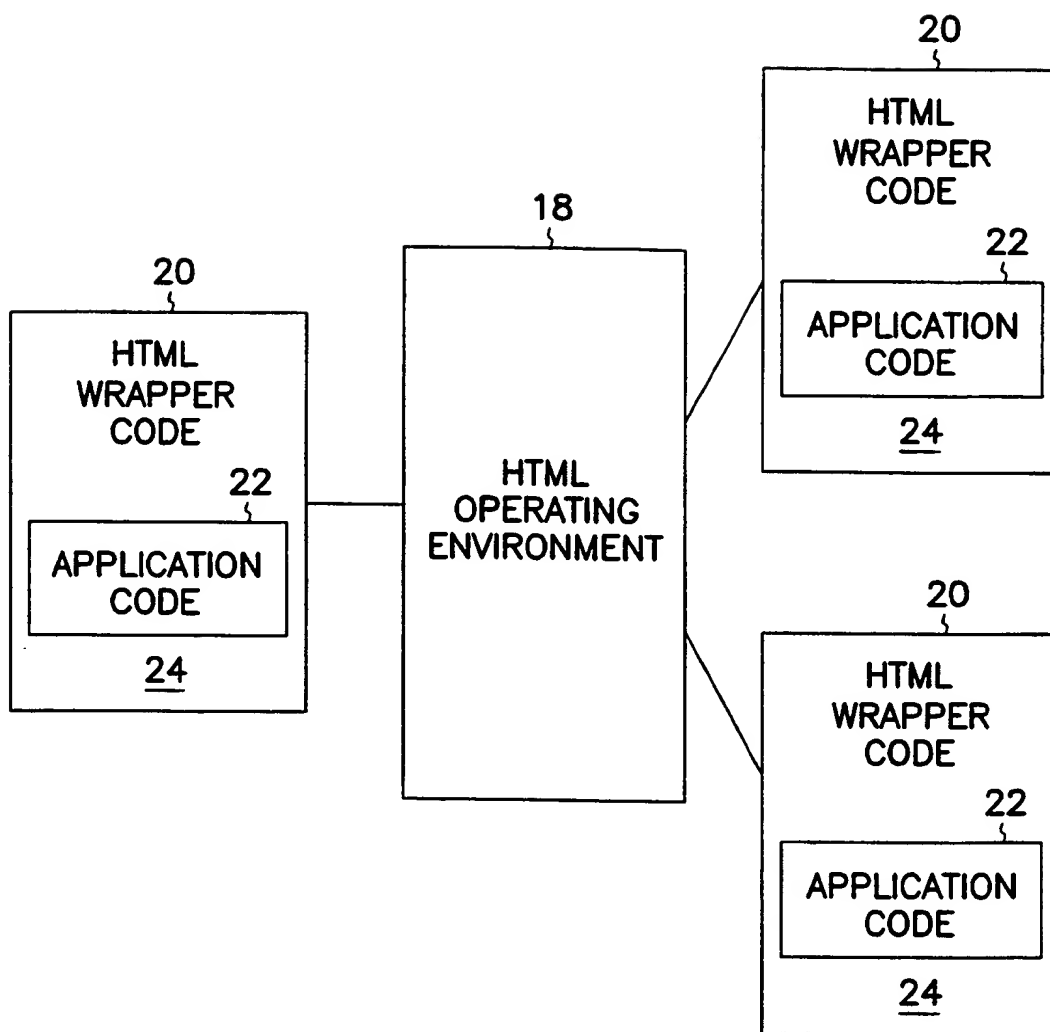 20
HTML
WRAPPER
CODE
22
APPLICATION
CODE
24
18
HTML
OPERATING
ENVIRONMENT
20
HTML
WRAPPER
CODE
22
APPLICATION
CODE
24
20
HTML
WRAPPER
CODE
22
APPLICATION
CODE
24